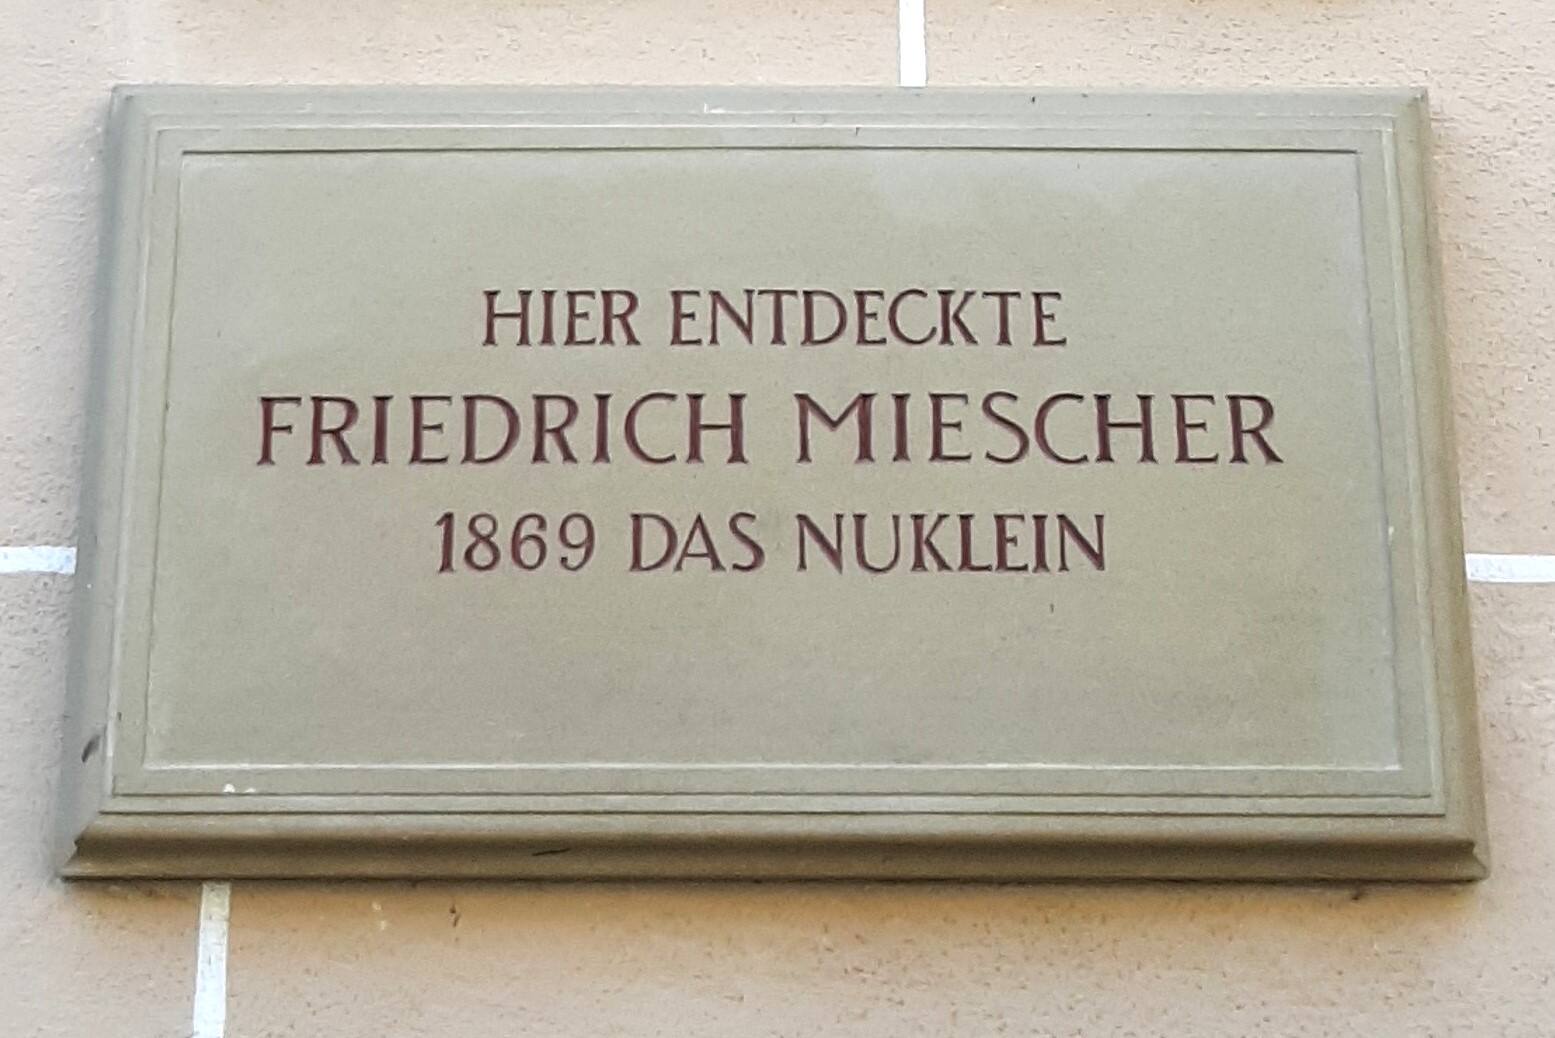 HIER ENTDECKTE
FRIEDRICH MIESCHER
1869 DAS NUKLEIN